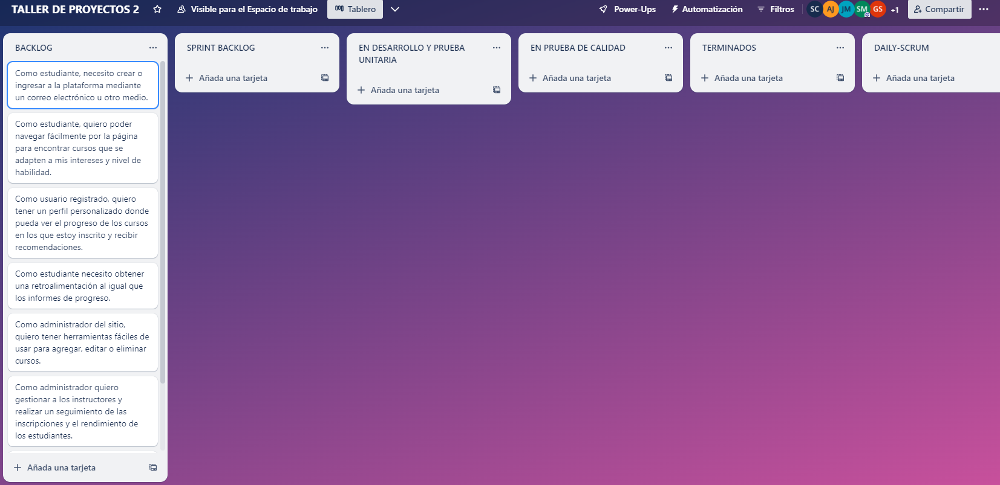 TALLER DE PROYECTOS 2
Visible para el Espacio de trabajo
Tablero
Power-Ups
Automatización
Filtros
SC
AJ
JM
SM
GS
+1
Compartir
BACKLOG
Como estudiante, necesito crear o
ingresar a la plataforma mediante
un correo electrónico u otro medio.
Como estudiante, quiero poder
navegar fácilmente por la página
para encontrar cursos que se
adapten a mis intereses y nivel de
habilidad.
Como usuario registrado, quiero
tener un perfil personalizado donde
pueda ver el progreso de los cursos
en los que estoy inscrito y recibir
recomendaciones.
Como estudiante necesito obtener
una retroalimentación al igual que
los informes de progreso.
Como administrador del sitio,
quiero tener herramientas fáciles de
usar para agregar, editar o eliminar
cursos.
Como administrador quiero
gestionar a los instructores y
realizar un seguimiento de las
inscripciones y el rendimiento de
los estudiantes.
Añada una tarjeta
SPRINT BACKLOG
Añada una tarjeta
EN DESARROLLO Y PRUEBA
UNITARIA
Añada una tarjeta
EN PRUEBA DE CALIDAD
Añada una tarjeta
TERMINADOS
Añada una tarjeta
DAILY-SCRUM
Añada una tarjeta